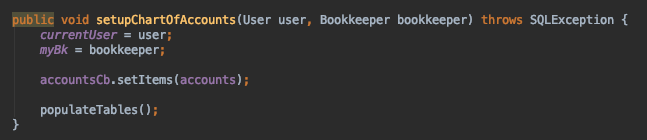 public void setupChartOfAccounts(User user, Bookkeeper bookkeeper) throws SQLException {
currentUser = user;
myBk = bookkeeper;
accountsCb.setItems(accounts);
populateTables();
}